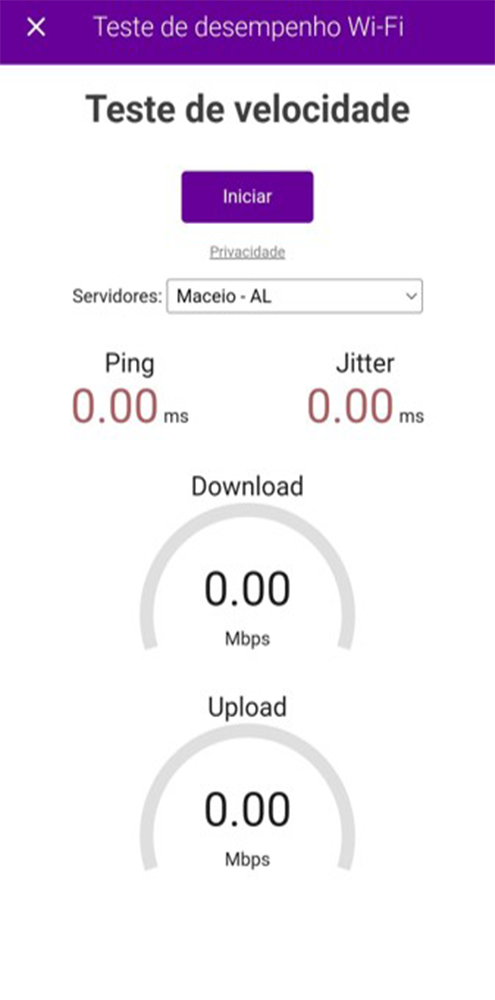 Teste de desempenho Wi-Fi
Teste de velocidade
Iniciar
Privacidade
Servidores: Maceio - AL
Ping Jitter
0.00 ms 0.00 ms
Download
0.00
Mbps
Upload
0.00
Mbps